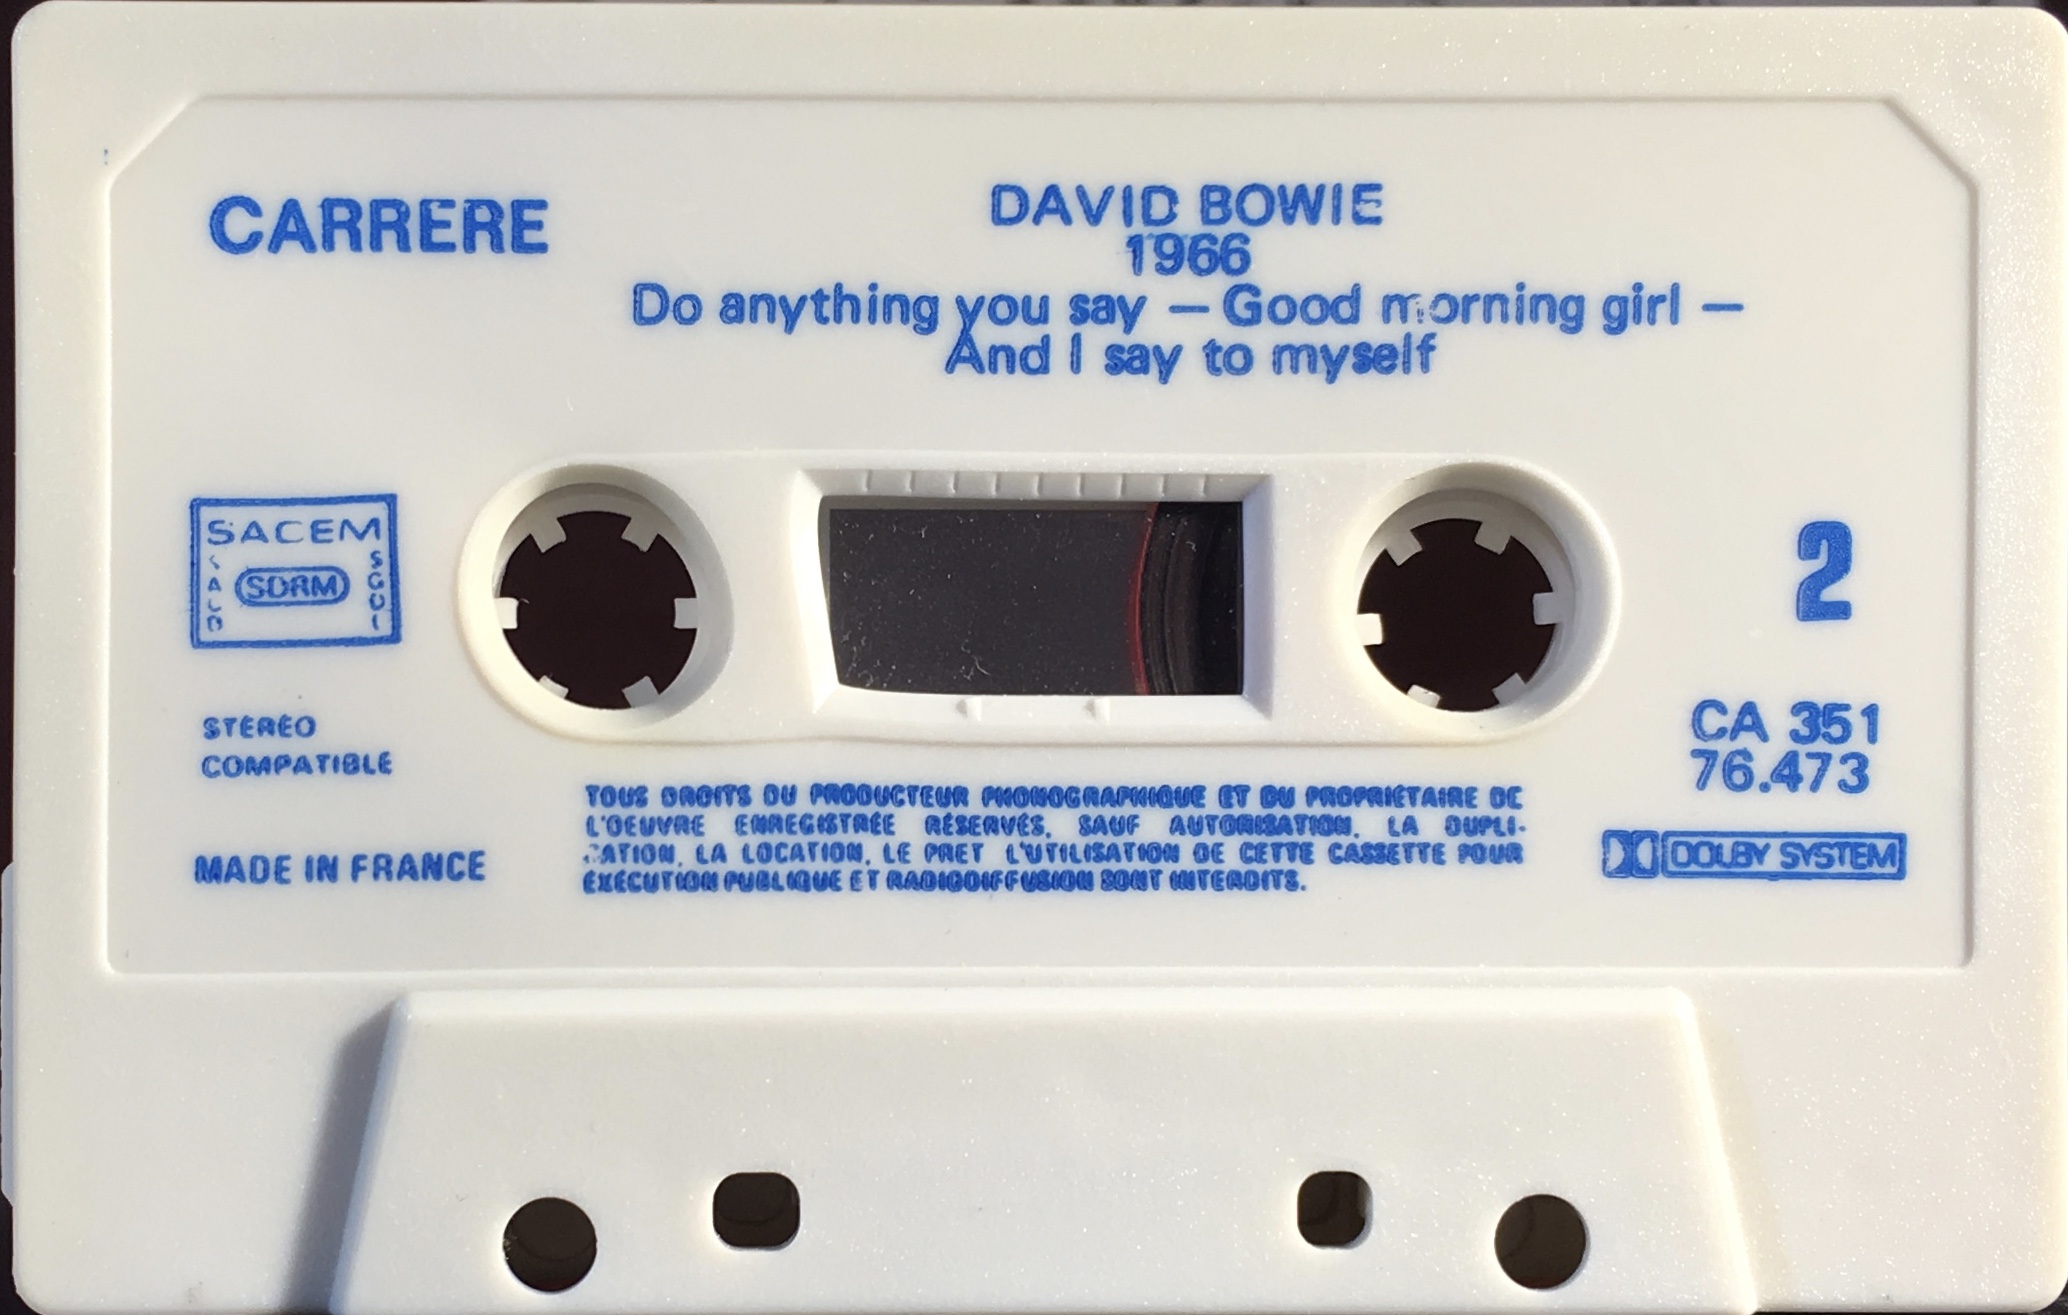 CARRERE
DAVID BOWIE
1966
Do anything you say — Good morning girl —
And I say to myself
SACEM
SACD
SDRM
SGDL
2
STÉRÉO
COMPATIBLE
CA 351
76.473
MADE IN FRANCE
TOUS DROITS DU PRODUCTEUR PHONOGRAPHIQUE ET DU PROPRIÉTAIRE DE
L'OEUVRE ENREGISTRÉE RÉSERVÉS. SAUF AUTORISATION, LA DUPLI-
CATION, LA LOCATION, LE PRET L'UTILISATION DE CETTE CASSETTE POUR
EXÉCUTION PUBLIQUE ET RADIODIFFUSION SONT INTERDITS.
DOLBY SYSTEM